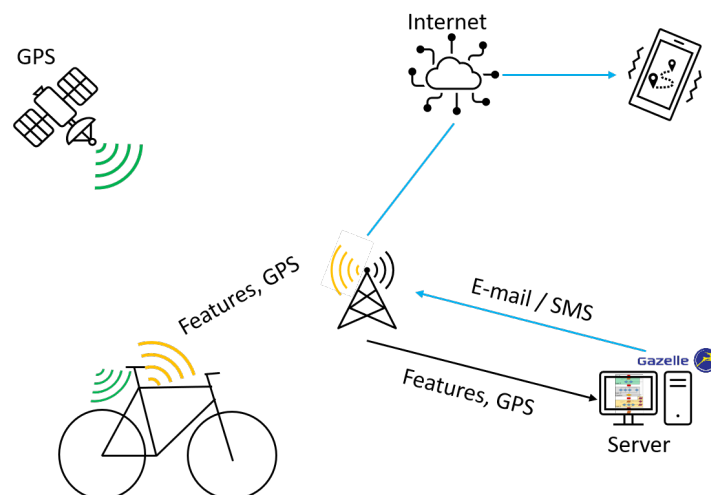 Internet
GPS
Features, GPS
E-mail / SMS
Gazelle
Features, GPS
Server